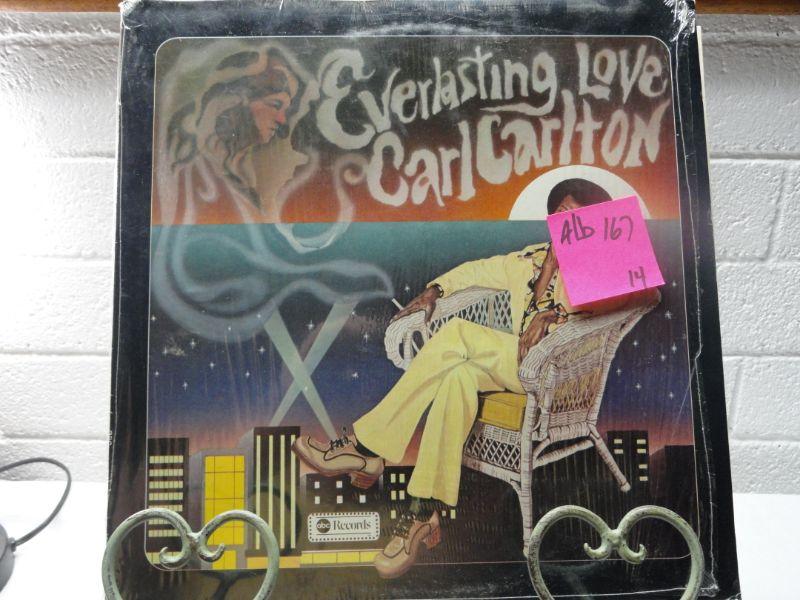 Everlasting Love
Carl Carlton
Alb 167
14
abc Records